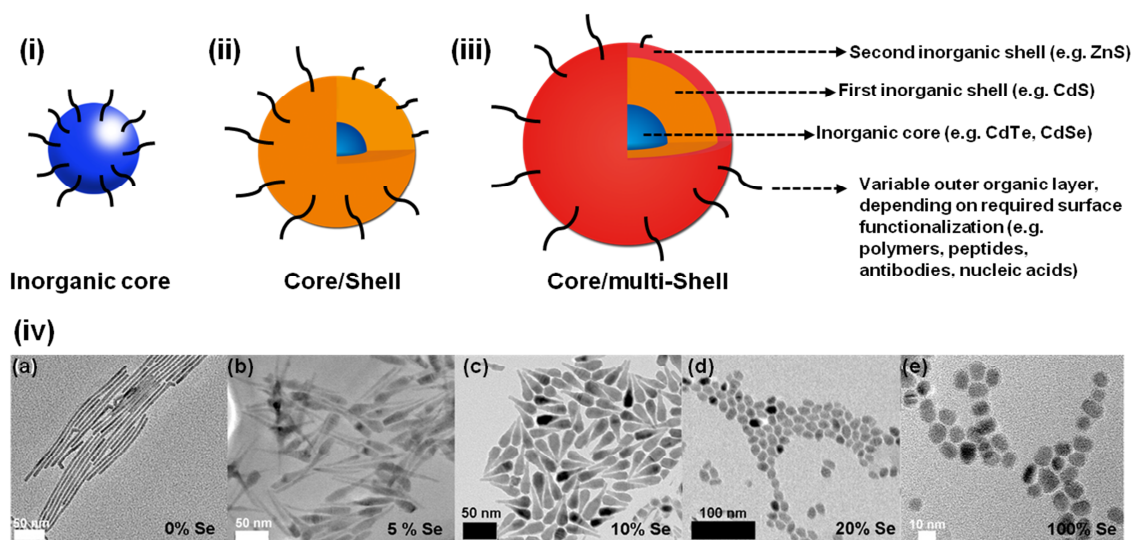 (i)
(ii)
(iii)
Second inorganic shell (e.g. ZnS)
First inorganic shell (e.g. CdS)
Inorganic core (e.g. CdTe, CdSe)
Variable outer organic layer,
depending on required surface
functionalization (e.g.
polymers, peptides,
antibodies, nucleic acids)
Inorganic core
Core/Shell
Core/multi-Shell
(iv)
(a)
50 nm
0% Se
(b)
50 nm
5 % Se
(c)
50 nm
10% Se
(d)
100 nm
20% Se
(e)
10 nm
100% Se